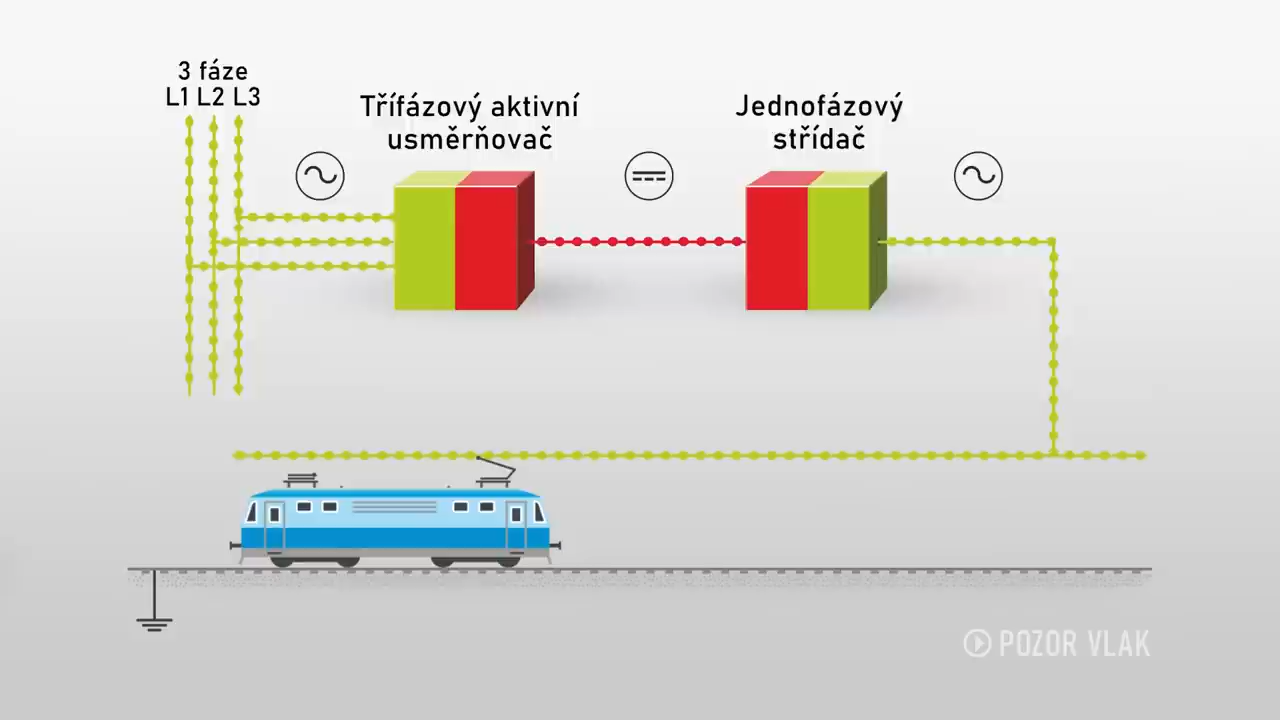 3 fáze
L1 L2 L3
Třífázový aktivní
usměrňovač
Jednofázový
střídač
POZOR VLAK